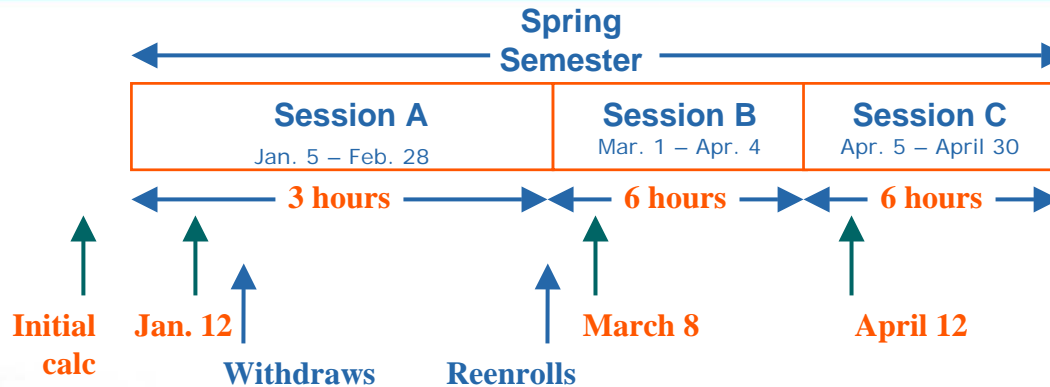 Spring
Semester
Session A
Jan. 5 – Feb. 28
Session B
Mar. 1 – Apr. 4
Session C
Apr. 5 – April 30
3 hours
6 hours
6 hours
Initial
calc
Jan. 12
March 8
April 12
Withdraws
Reenrolls